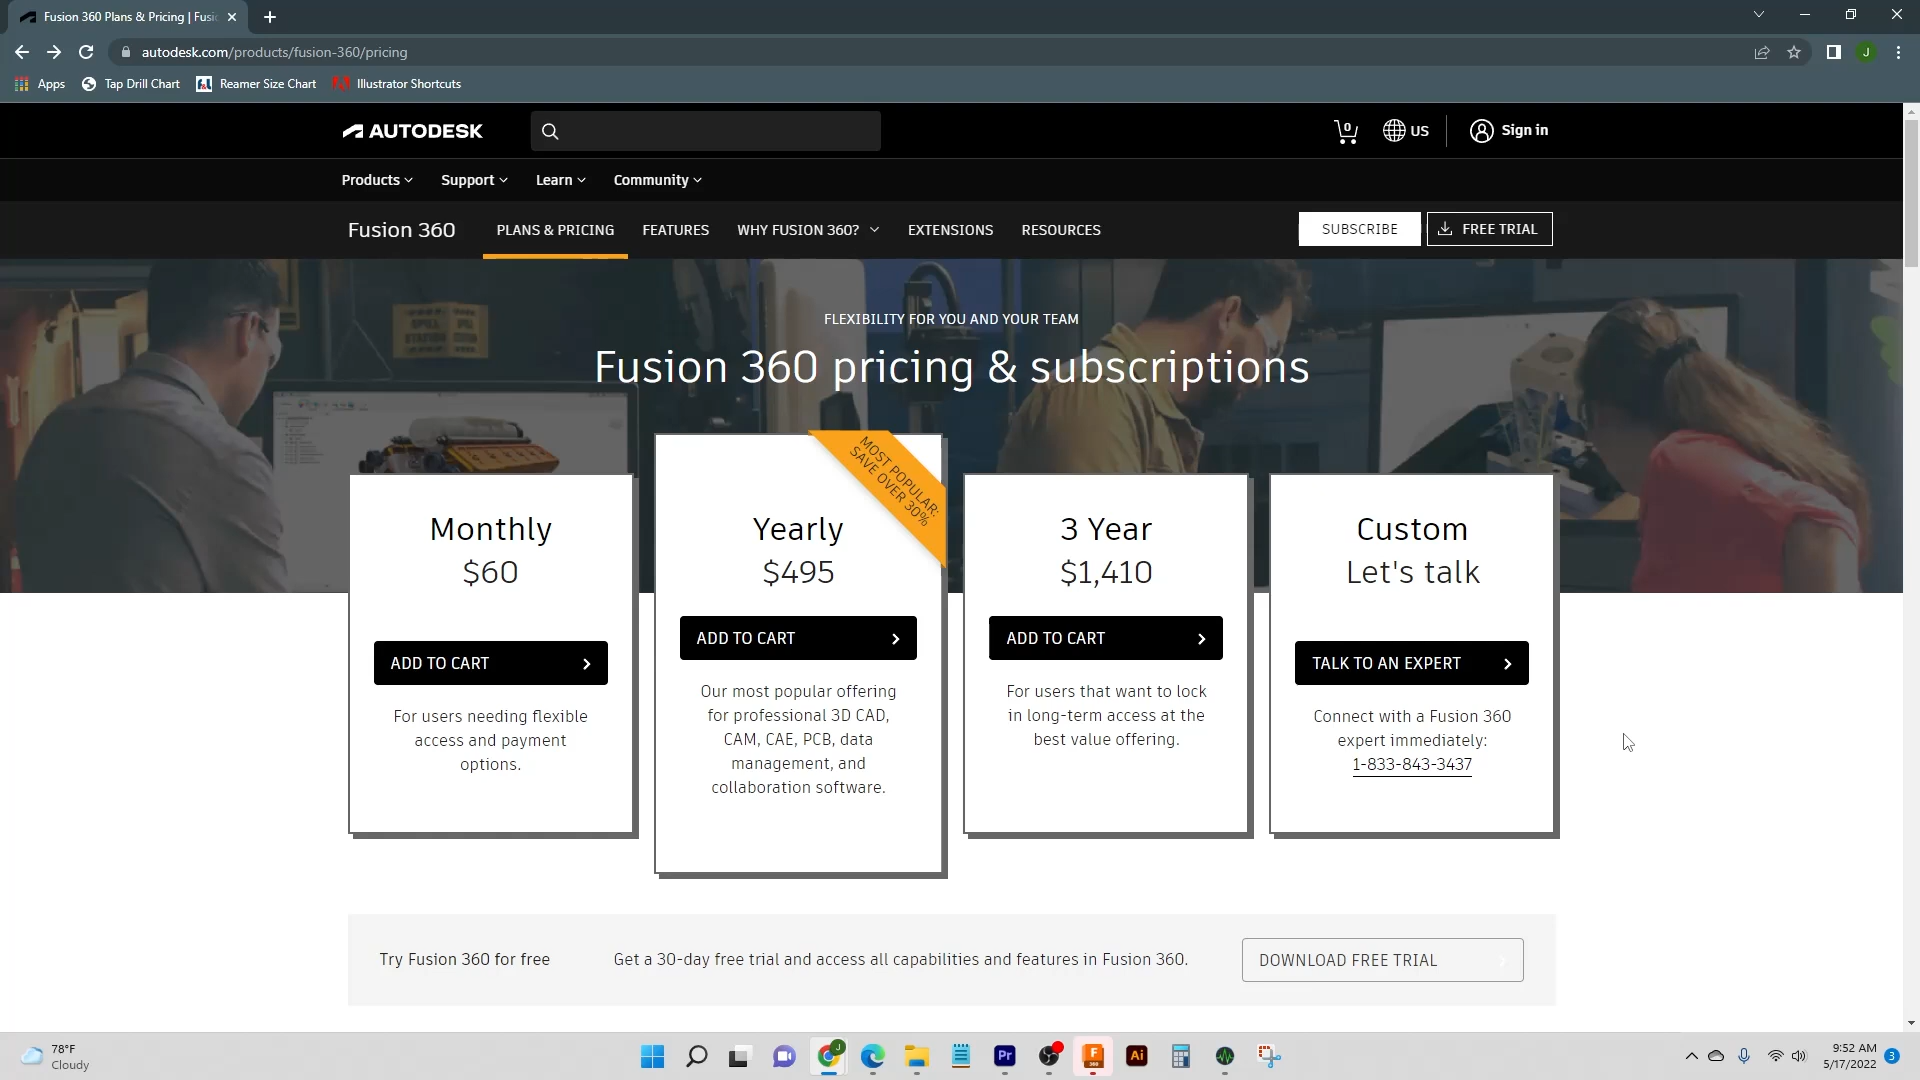 Fusion 360 Plans & Pricing | Fusi
autodesk.com/products/fusion-360/pricing
J
Apps
Tap Drill Chart
Reamer Size Chart
Illustrator Shortcuts
AUTODESK
0
US
Sign in
Products
Support
Learn
Community
Fusion 360
PLANS & PRICING
FEATURES
WHY FUSION 360?
EXTENSIONS
RESOURCES
SUBSCRIBE
FREE TRIAL
FLEXIBILITY FOR YOU AND YOUR TEAM
Fusion 360 pricing & subscriptions
Monthly
$60
ADD TO CART
For users needing flexible
access and payment
options.
MOST POPULAR:
SAVE OVER 30%
Yearly
$495
ADD TO CART
Our most popular offering
for professional 3D CAD,
CAM, CAE, PCB, data
management, and
collaboration software.
3 Year
$1,410
ADD TO CART
For users that want to lock
in long-term access at the
best value offering.
Custom
Let's talk
TALK TO AN EXPERT
Connect with a Fusion 360
expert immediately:
1-833-843-3437
Try Fusion 360 for free
Get a 30-day free trial and access all capabilities and features in Fusion 360.
DOWNLOAD FREE TRIAL
78°F
Cloudy
J
Pr
F
360
Ai
9:52 AM
5/17/2022
3